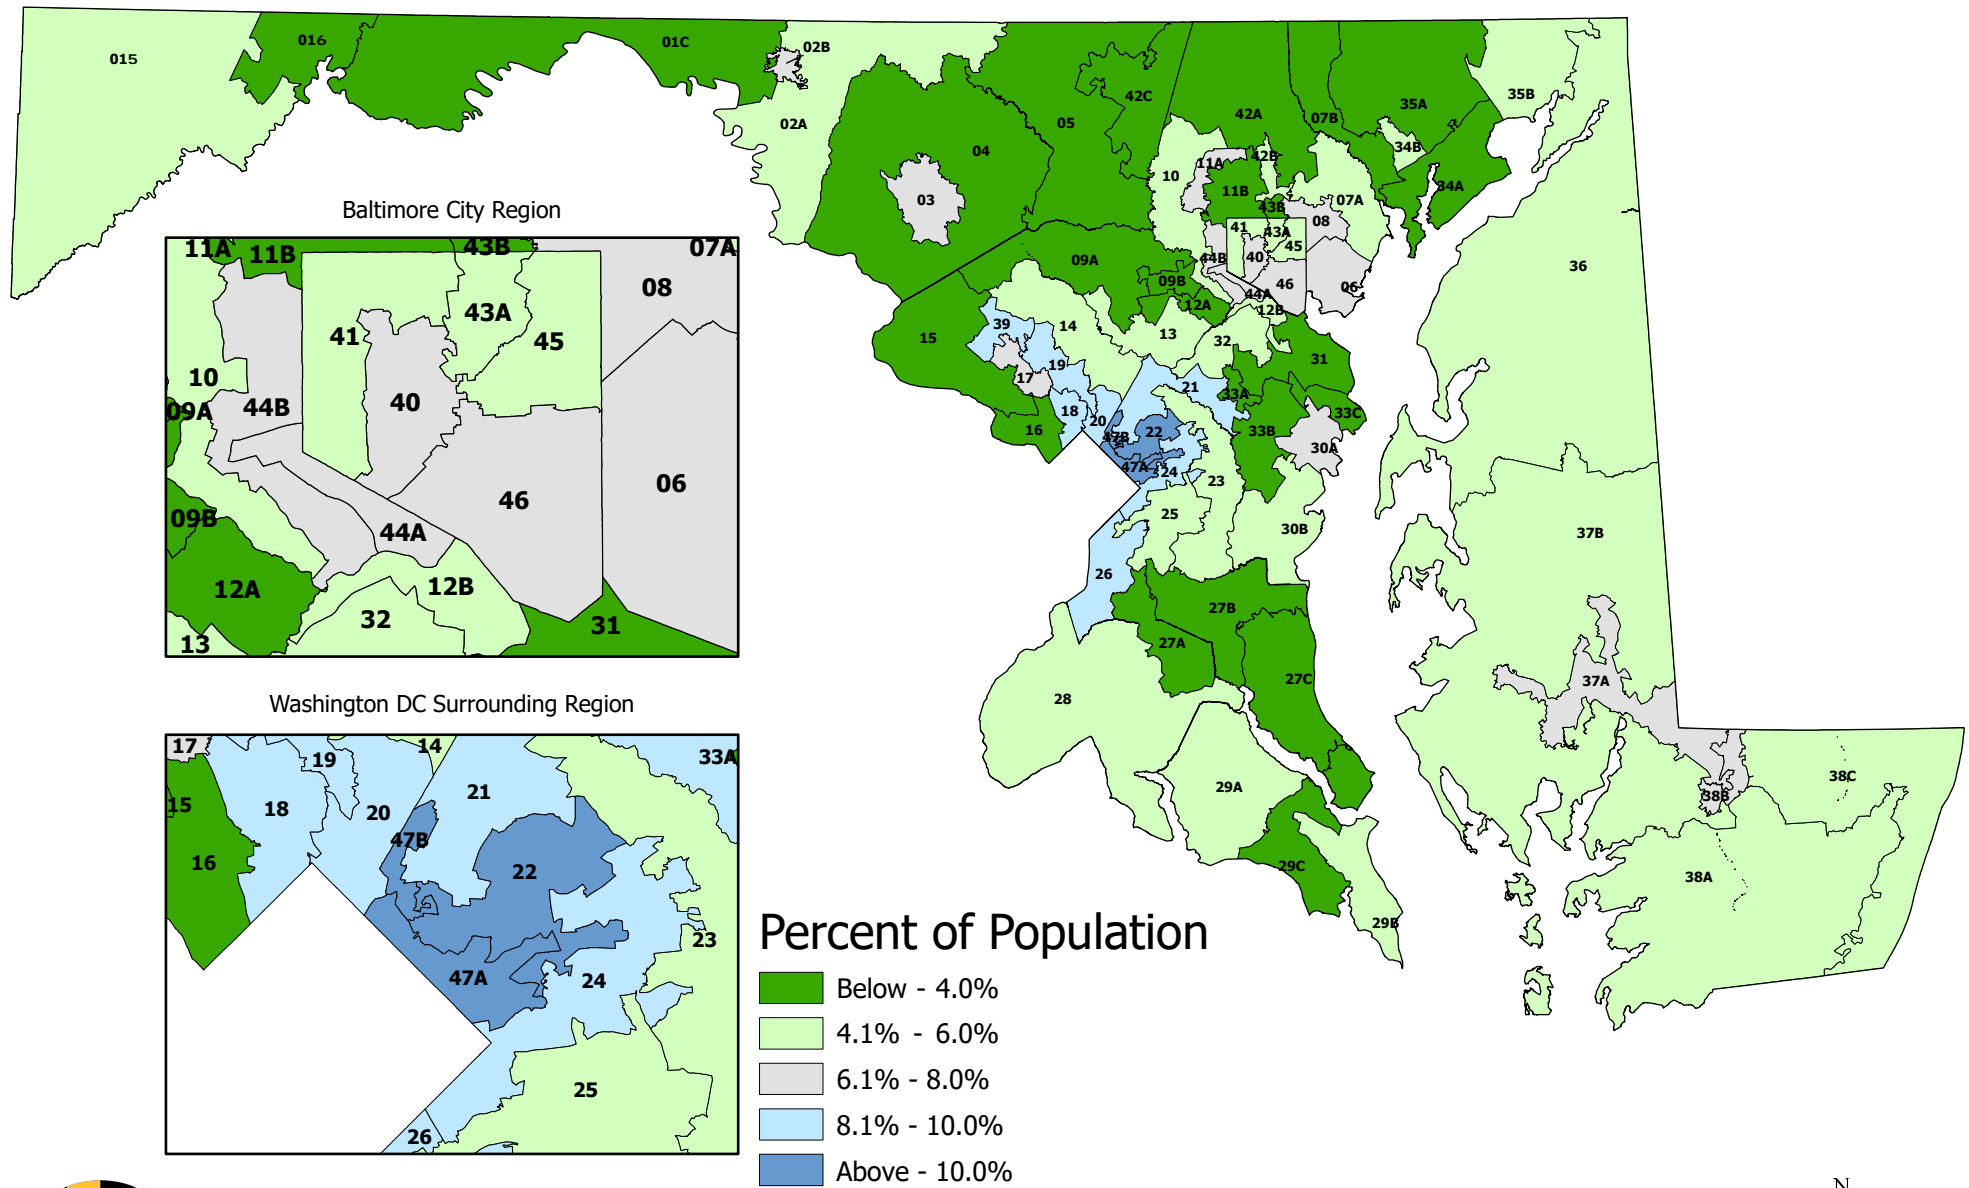 015
016
01C
02B
02A
03
04
05
42C
42A
07B
35A
35B
34B
34A
10
11A
42B
11B
43B
07A
08
41
43A
45
44B
40
46
06
44A
12B
36
09A
09B
12A
13
14
32
31
15
39
19
17
18
20
16
21
33A
33B
33C
30A
47B
22
47A
24
23
25
30B
26
27B
27A
27C
28
29A
29C
29B
37B
37A
38B
38C
38A
Baltimore City Region
11A
11B
43B
07A
08
43A
41
45
10
09A
44B
40
06
46
09B
44A
12A
12B
32
31
13
Washington DC Surrounding Region
17
19
14
33A
15
18
20
21
47B
16
22
23
47A
24
25
26
Percent of Population
Below - 4.0%
4.1% - 6.0%
6.1% - 8.0%
8.1% - 10.0%
Above - 10.0%
N